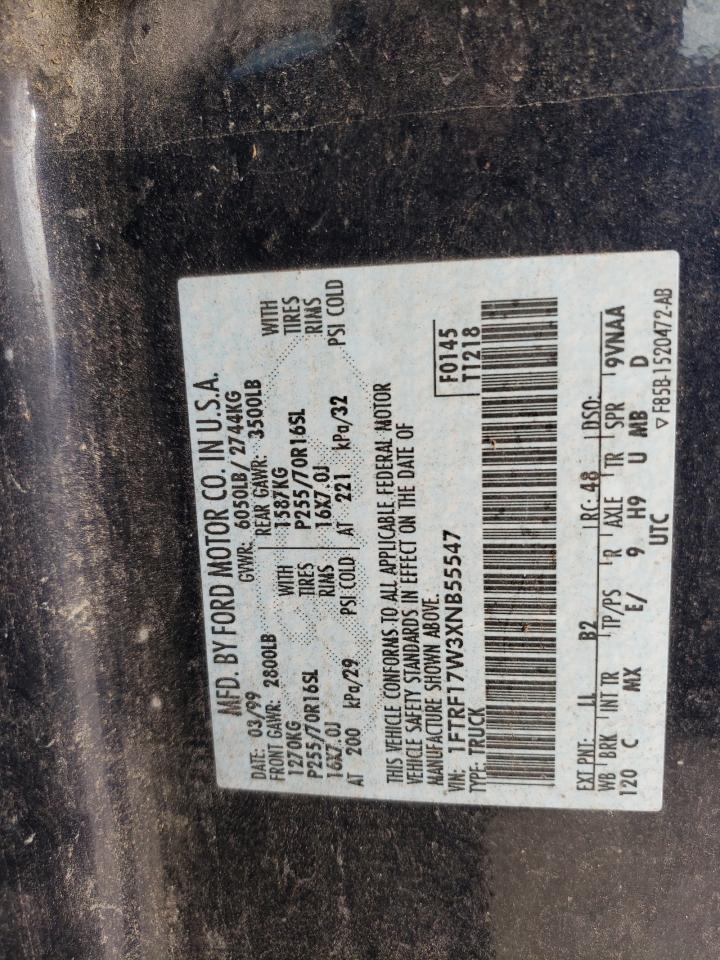 MFD. BY FORD MOTOR CO. IN U.S.A.
DATE: 03/99 GVWR: 6050LB/ 2744KG
FRONT GAWR: 2800LB REAR GAWR: 3500LB
1270KG WITH 1587KG WITH
P255/70R16SL TIRES P255/70R16SL TIRES
16X7.0J RIMS 16X7.0J RIMS
AT 200 kPa/29 PSI COLD AT 221 kPa/32 PSI COLD
THIS VEHICLE CONFORMS TO ALL APPLICABLE FEDERAL MOTOR
VEHICLE SAFETY STANDARDS IN EFFECT ON THE DATE OF
MANUFACTURE SHOWN ABOVE.
VIN: 1FTRF17W3XNB55547 F0145
TYPE: TRUCK T1218
EXT PNT: LL B2 RC: 48 DSO:
WB BRK INT TR TP/PS R AXLE TR SPR 9VNAA
120 C MX E/ 9 H9 U MB D
UTC ▽ F85B-1520472-AB